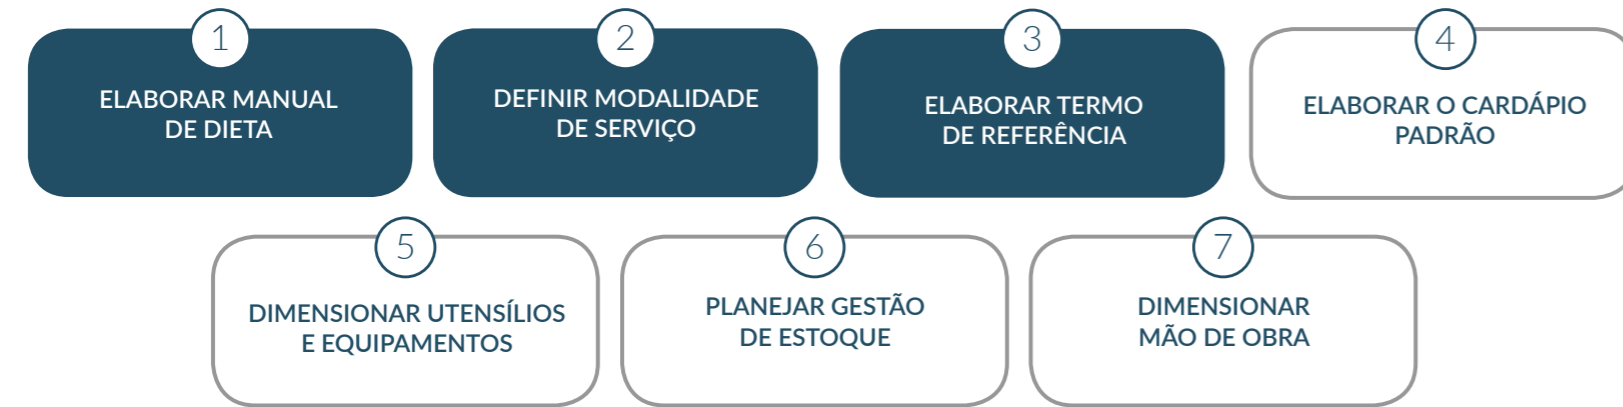 1
ELABORAR MANUAL
DE DIETA
2
DEFINIR MODALIDADE
DE SERVIÇO
3
ELABORAR TERMO
DE REFERÊNCIA
4
ELABORAR O CARDÁPIO
PADRÃO
5
DIMENSIONAR UTENSÍLIOS
E EQUIPAMENTOS
6
PLANEJAR GESTÃO
DE ESTOQUE
7
DIMENSIONAR
MÃO DE OBRA